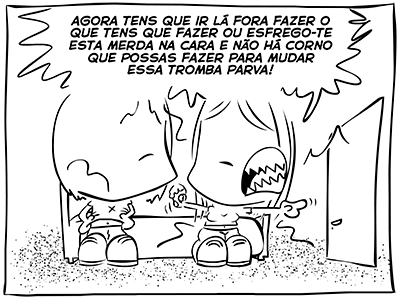 AGORA TENS QUE IR LÁ FORA FAZER O
QUE TENS QUE FAZER OU ESFREGO-TE
ESTA MERDA NA CARA E NÃO HÁ CORNO
QUE POSSAS FAZER PARA MUDAR
ESSA TROMBA PARVA!